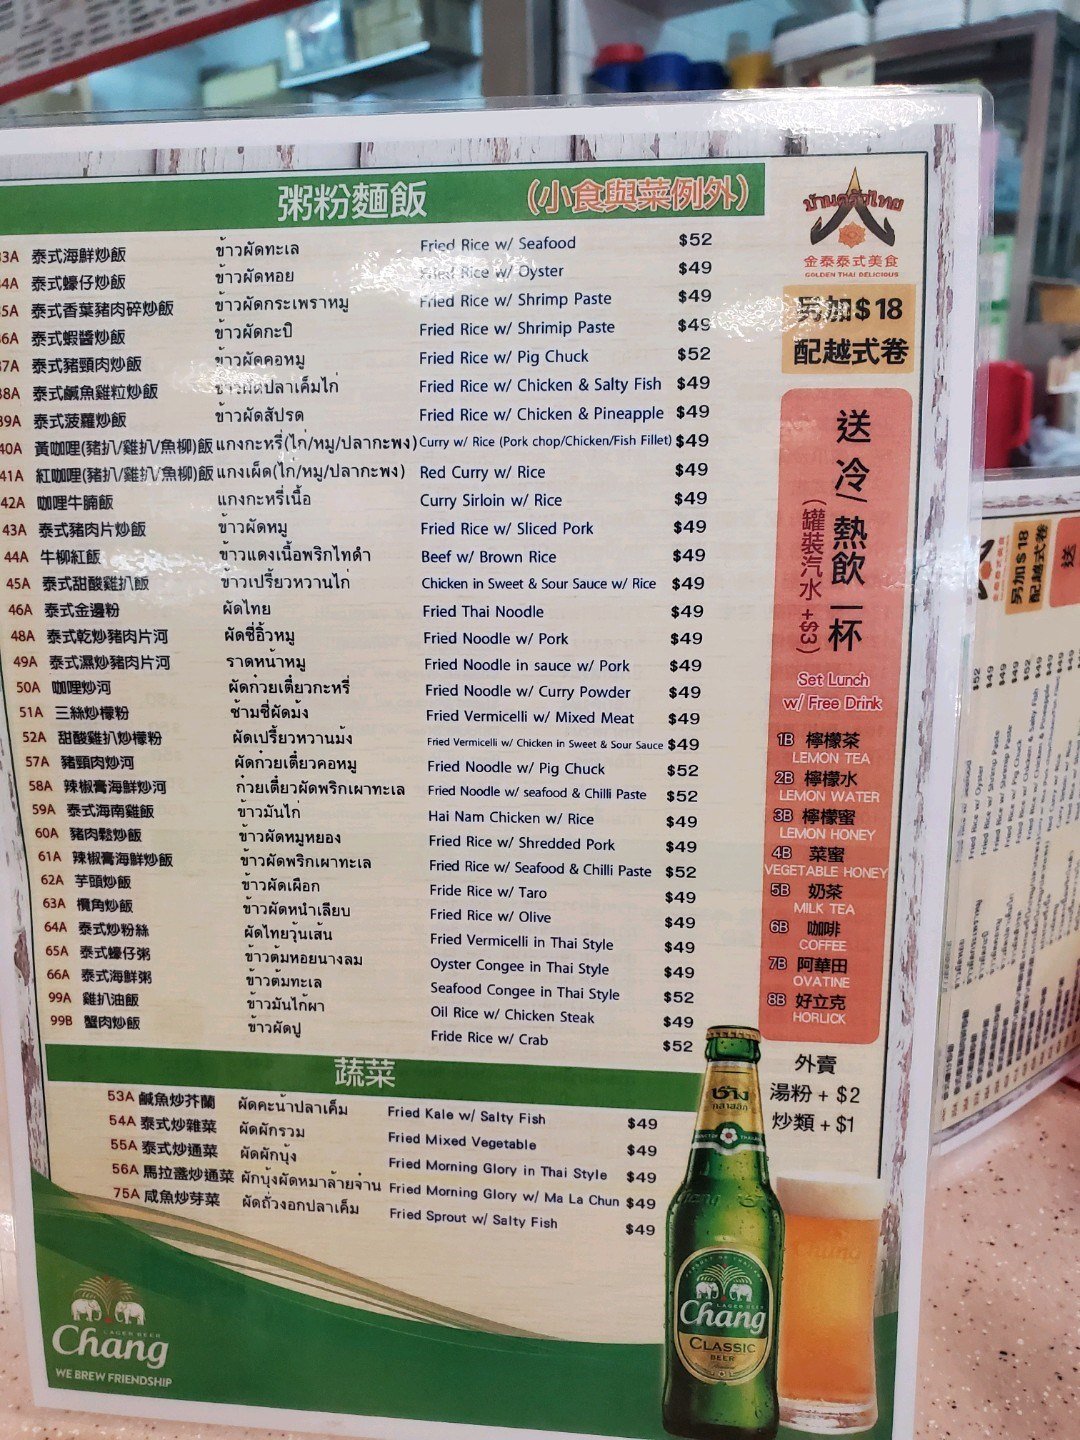 粥粉麵飯 (小食與菜例外)
33A 泰式海鮮炒飯 ข้าวผัดทะเล Fried Rice w/ Seafood $52
34A 泰式蠔仔炒飯 ข้าวผัดหอย Fried Rice w/ Oyster $49
35A 泰式香葉豬肉碎炒飯 ข้าวผัดกระเพราหมู Fried Rice w/ Shrimp Paste $49
36A 泰式蝦醬炒飯 ข้าวผัดกะปิ Fried Rice w/ Shrimip Paste $49
37A 泰式豬頸肉炒飯 ข้าวผัดคอหมู Fried Rice w/ Pig Chuck $52
38A 泰式鹹魚雞粒炒飯 ข้าวผัดปลาเค็มไก่ Fried Rice w/ Chicken & Salty Fish $49
39A 泰式菠蘿炒飯 ข้าวผัดสัปรด Fried Rice w/ Chicken & Pineapple $49
40A 黃咖哩(豬扒/雞扒/魚柳)飯 แกงกะหรี่(ไก่/หมู/ปลากะพง) Curry w/ Rice (Pork chop/Chicken/Fish Fillet) $49
41A 紅咖哩(豬扒/雞扒/魚柳)飯 แกงเผ็ด(ไก่/หมู/ปลากะพง) Red Curry w/ Rice $49
42A 咖哩牛腩飯 แกงกะหรี่เนื้อ Curry Sirloin w/ Rice $49
43A 泰式豬肉片炒飯 ข้าวผัดหมู Fried Rice w/ Sliced Pork $49
44A 牛柳紅飯 ข้าวแดงเนื้อพริกไทดำ Beef w/ Brown Rice $49
45A 泰式甜酸雞扒飯 ข้าวเปรี้ยวหวานไก่ Chicken in Sweet & Sour Sauce w/ Rice $49
46A 泰式金邊粉 ผัดไทย Fried Thai Noodle $49
48A 泰式乾炒豬肉片河 ผัดซี่อิ้วหมู Fried Noodle w/ Pork $49
49A 泰式濕炒豬肉片河 ราดหน้าหมู Fried Noodle in sauce w/ Pork $49
50A 咖哩炒河 ผัดก๋วยเตี๋ยวกะหรี่ Fried Noodle w/ Curry Powder $49
51A 三絲炒檬粉 ซ้ามซี่ผัดม้ง Fried Vermicelli w/ Mixed Meat $49
52A 甜酸雞扒炒檬粉 ผัดเปรี้ยวหวานม้ง Fried Vermicelli w/ Chicken in Sweet & Sour Sauce $49
57A 豬頸肉炒河 ผัดก๋วยเตี๋ยวคอหมู Fried Noodle w/ Pig Chuck $52
58A 辣椒膏海鮮炒河 ก๋วยเตี๋ยวผัดพริกเผาทะเล Fried Noodle w/ seafood & Chilli Paste $52
59A 泰式海南雞飯 ข้าวมันไก่ Hai Nam Chicken w/ Rice $49
60A 豬肉鬆炒飯 ข้าวผัดหมูหยอง Fried Rice w/ Shredded Pork $49
61A 辣椒膏海鮮炒飯 ข้าวผัดพริกเผาทะเล Fried Rice w/ Seafood & Chilli Paste $52
62A 芋頭炒飯 ข้าวผัดเผือก Fride Rice w/ Taro $49
63A 欖角炒飯 ข้าวผัดหนำเลียบ Fried Rice w/ Olive $49
64A 泰式炒粉絲 ผัดไทยวุ้นเสน Fried Vermicelli in Thai Style $49
65A 泰式蠔仔粥 ข้าวต้มหอยนางลม Oyster Congee in Thai Style $49
66A 泰式海鮮粥 ข้าวต้มทะเล Seafood Congee in Thai Style $52
99A 雞扒油飯 ข้าวมันไก้ผา Oil Rice w/ Chicken Steak $49
99B 蟹肉炒飯 ข้าวผัดปู Fride Rice w/ Crab $52
蔬菜
53A 鹹魚炒芥蘭 ผัดคะน้าปลาเค็ม Fried Kale w/ Salty Fish $49
54A 泰式炒雜菜 ผัดผักรวม Fried Mixed Vegetable $49
55A 泰式炒通菜 ผัดผักบุ้ง Fried Morning Glory in Thai Style $49
56A 馬拉盞炒通菜 ผักบุ้งผัดหมาล้ายจ่าน Fried Morning Glory w/ Ma La Chun $49
75A 咸魚炒芽菜 ผัดถั่วงอกปลาเค็ม Fried Sprout w/ Salty Fish $49
บ้านครัวไทย
金泰泰式美食
GOLDEN THAI DELICIOUS
另加$18
配越式卷
送冷/熱飲一杯
(罐裝汽水+$3)
Set Lunch
w/ Free Drink
1B 檸檬茶
LEMON TEA
2B 檸檬水
LEMON WATER
3B 檸檬蜜
LEMON HONEY
4B 菜蜜
VEGETABLE HONEY
5B 奶茶
MILK TEA
6B 咖啡
COFFEE
7B 阿華田
OVATINE
8B 好立克
HORLICK
外賣
湯粉 + $2
炒類 + $1
ช้าง
คลาสสิก
Chang
CLASSIC
BEER
LAGER BEER
Chang
WE BREW FRIENDSHIP
另加$18
配越式卷
送